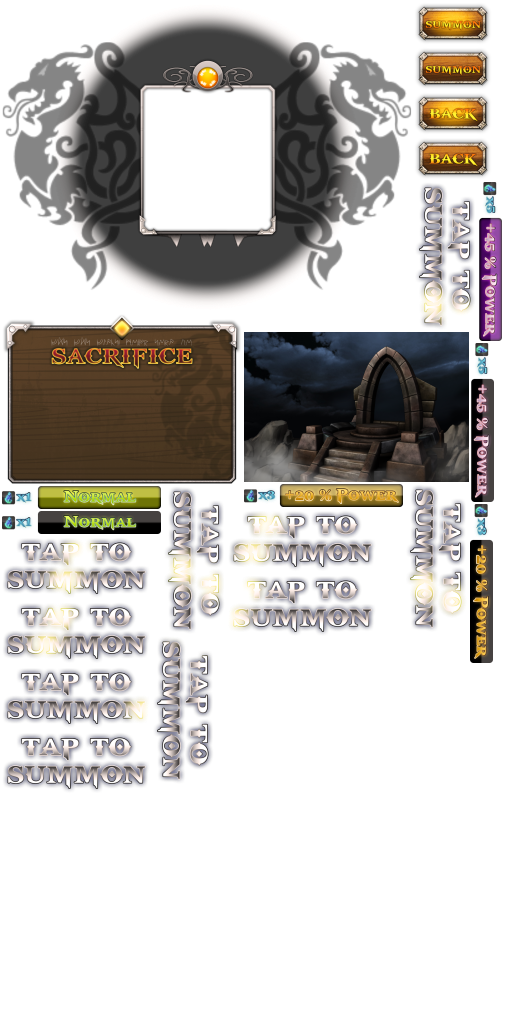 SUMMON
SUMMON
BACK
BACK
x5
TAP TO
SUMMON
+45 % POWER
x5
+45 % POWER
SACRIFICE
x1
NORMAL
x1
NORMAL
x3
+20 % POWER
x3
+20 % POWER
TAP TO
SUMMON
TAP TO
SUMMON
TAP TO
SUMMON
TAP TO
SUMMON
TAP TO
SUMMON
TAP TO
SUMMON
TAP TO
SUMMON
TAP TO
SUMMON
TAP TO
SUMMON